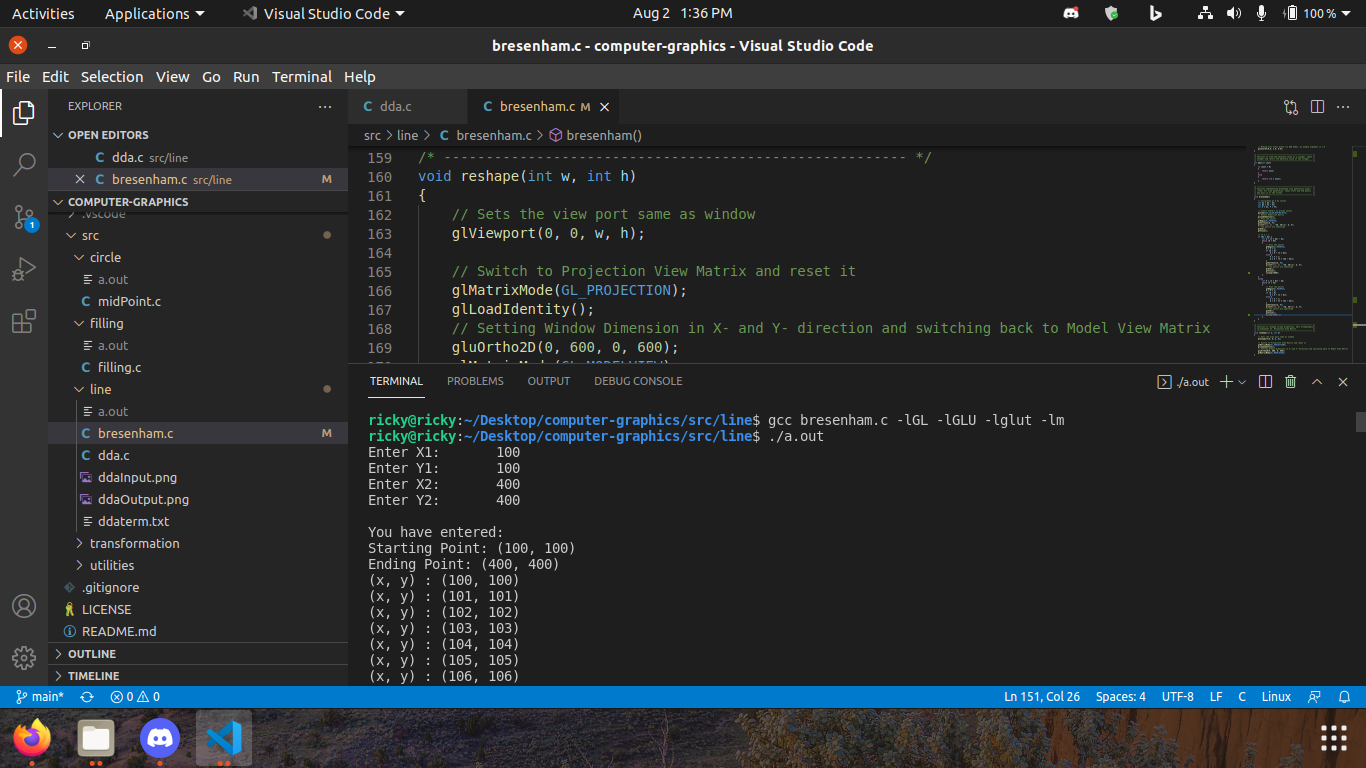 Activities Applications Visual Studio Code Aug 2 1:36 PM 100 %
bresenham.c - computer-graphics - Visual Studio Code
File Edit Selection View Go Run Terminal Help
EXPLORER
OPEN EDITORS
dda.c src/line
bresenham.c src/line M
COMPUTER-GRAPHICS
.vscode
src
circle
a.out
midPoint.c
filling
a.out
filling.c
line
a.out
bresenham.c M
dda.c
ddaInput.png
ddaOutput.png
ddaterm.txt
transformation
utilities
.gitignore
LICENSE
README.md
OUTLINE
TIMELINE
1
dda.c bresenham.c M
src > line > bresenham.c > bresenham()
159 /* ------------------------------------------------------- */
160 void reshape(int w, int h)
161 {
162 // Sets the view port same as window
163 glViewport(0, 0, w, h);
164
165 // Switch to Projection View Matrix and reset it
166 glMatrixMode(GL_PROJECTION);
167 glLoadIdentity();
168 // Setting Window Dimension in X- and Y- direction and switching back to Model View Matrix
169 gluOrtho2D(0, 600, 0, 600);
TERMINAL PROBLEMS OUTPUT DEBUG CONSOLE ./a.out
ricky@ricky:~/Desktop/computer-graphics/src/line$ gcc bresenham.c -lGL -lGLU -lglut -lm
ricky@ricky:~/Desktop/computer-graphics/src/line$ ./a.out
Enter X1: 100
Enter Y1: 100
Enter X2: 400
Enter Y2: 400
You have entered:
Starting Point: (100, 100)
Ending Point: (400, 400)
(x, y) : (100, 100)
(x, y) : (101, 101)
(x, y) : (102, 102)
(x, y) : (103, 103)
(x, y) : (104, 104)
(x, y) : (105, 105)
(x, y) : (106, 106)
main* 0 0 Ln 151, Col 26 Spaces: 4 UTF-8 LF C Linux